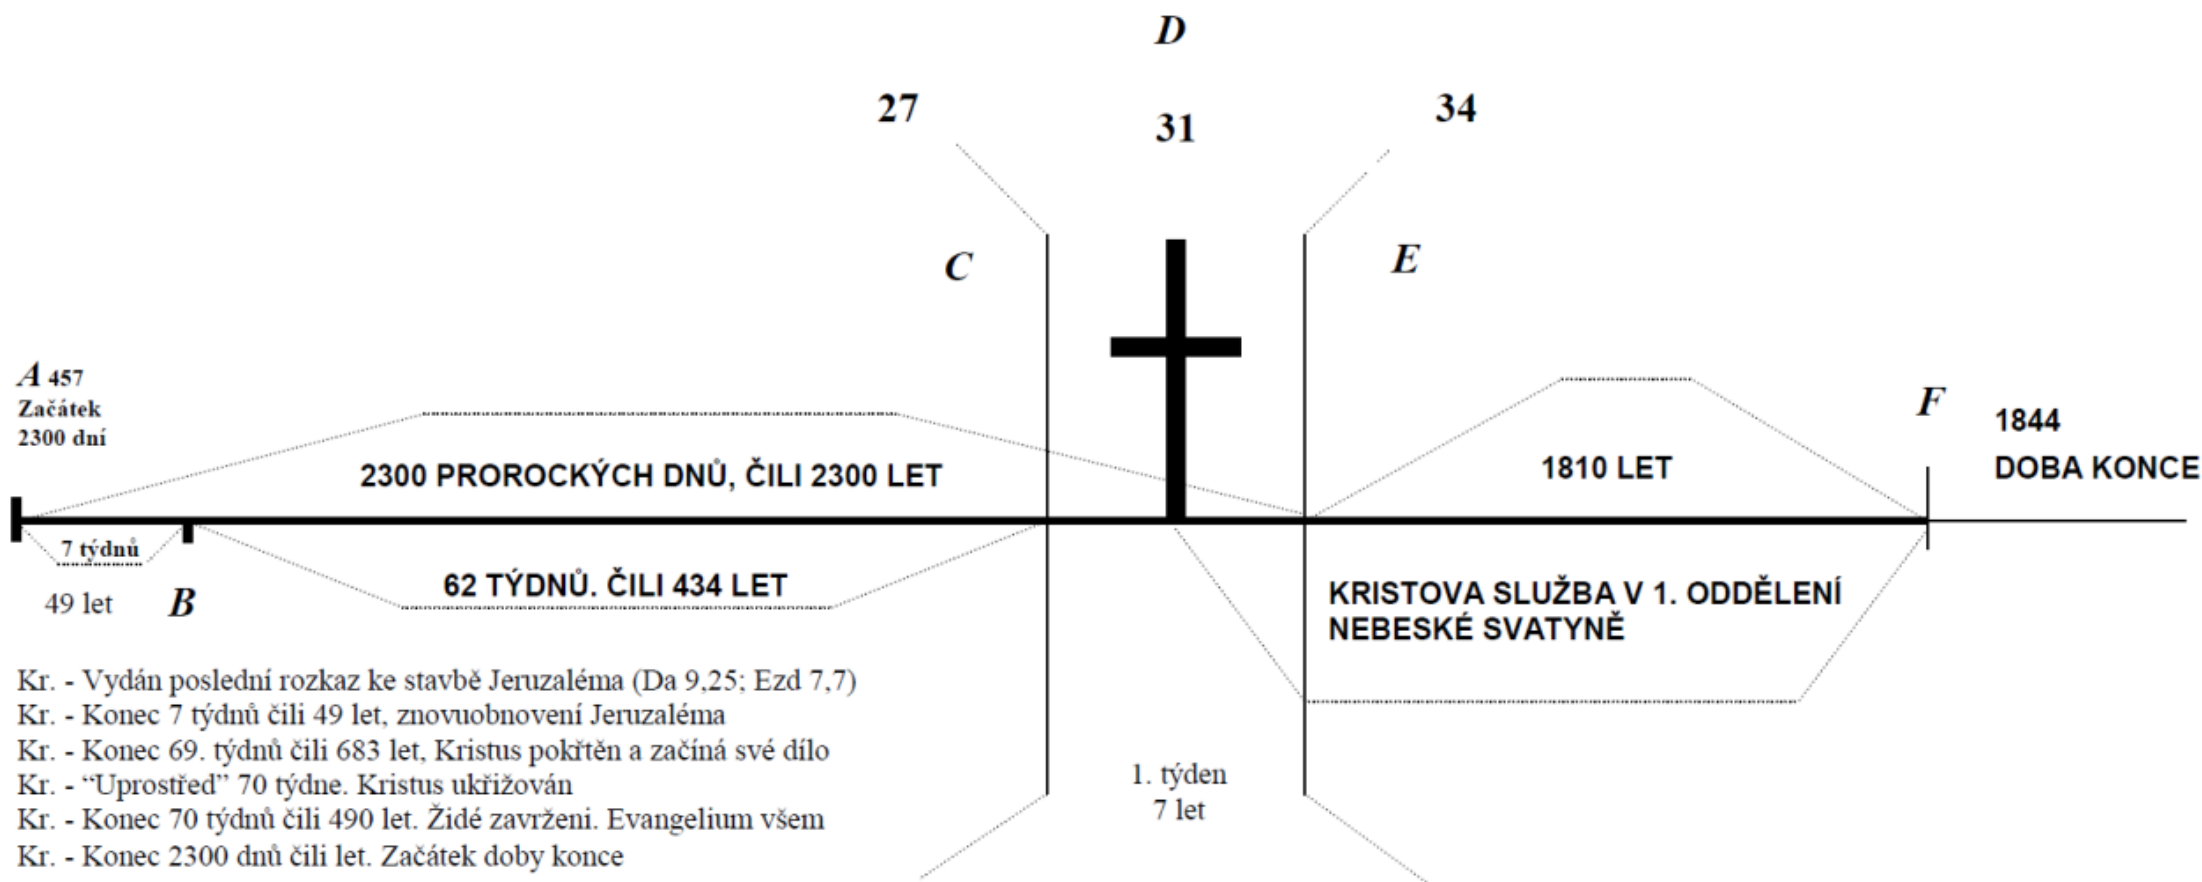 D
27
31
34
C
E
A 457
Začátek
2300 dní
F
1844
DOBA KONCE
2300 PROROCKÝCH DNŮ, ČILI 2300 LET
1810 LET
7 týdnů
49 let
B
62 TÝDNŮ. ČILI 434 LET
KRISTOVA SLUŽBA V 1. ODDĚLENÍ
NEBESKÉ SVATYNĚ
Kr. - Vydán poslední rozkaz ke stavbě Jeruzaléma (Da 9,25; Ezd 7,7)
Kr. - Konec 7 týdnů čili 49 let, znovuobnovení Jeruzaléma
Kr. - Konec 69. týdnů čili 683 let, Kristus pokřtěn a začíná své dílo
Kr. - “Uprostřed” 70 týdne. Kristus ukřižován
Kr. - Konec 70 týdnů čili 490 let. Židé zavrženi. Evangelium všem
Kr. - Konec 2300 dnů čili let. Začátek doby konce
1. týden
7 let